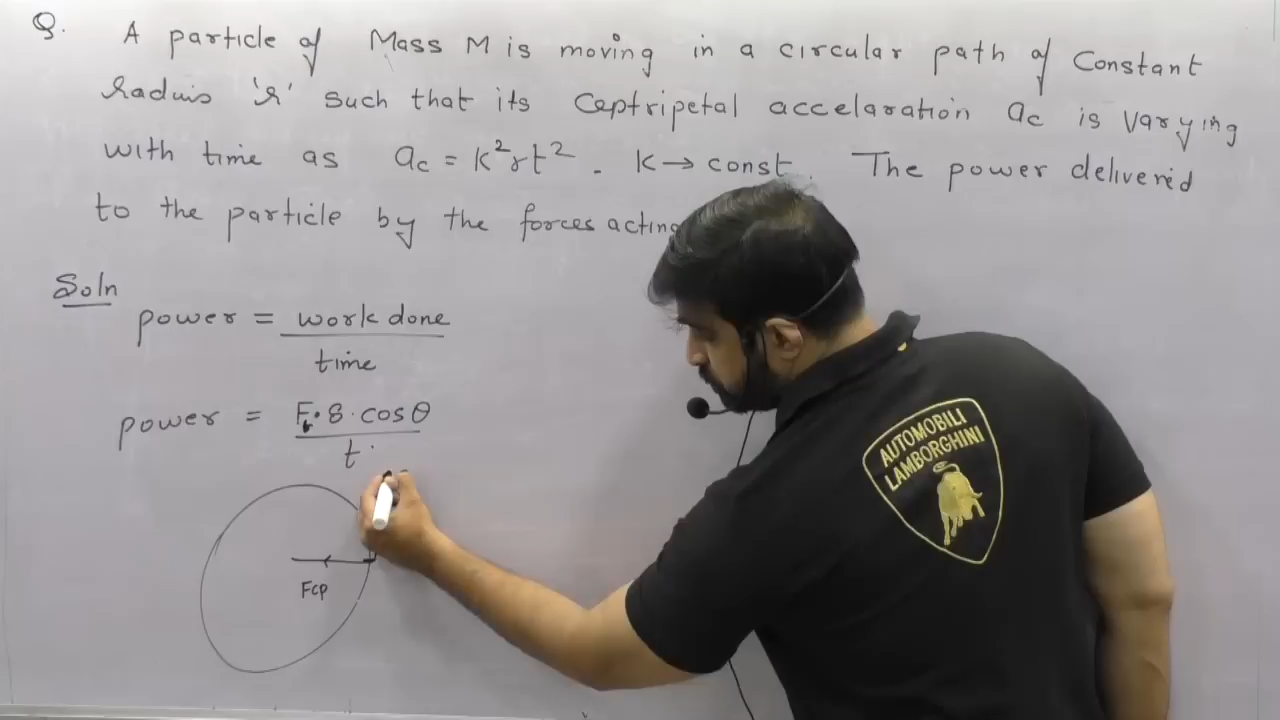 Q. A particle of Mass M is moving in a circular path of Constant
raduis 'r' such that its Ceptripetal accelaration ac is varying
with time as ac = k²rt². k → const. The power delivered
to the particle by the forces acting
Soln
power = work done
time
power = F.s.cosθ
t
Fcp
AUTOMOBILI
LAMBORGHINI